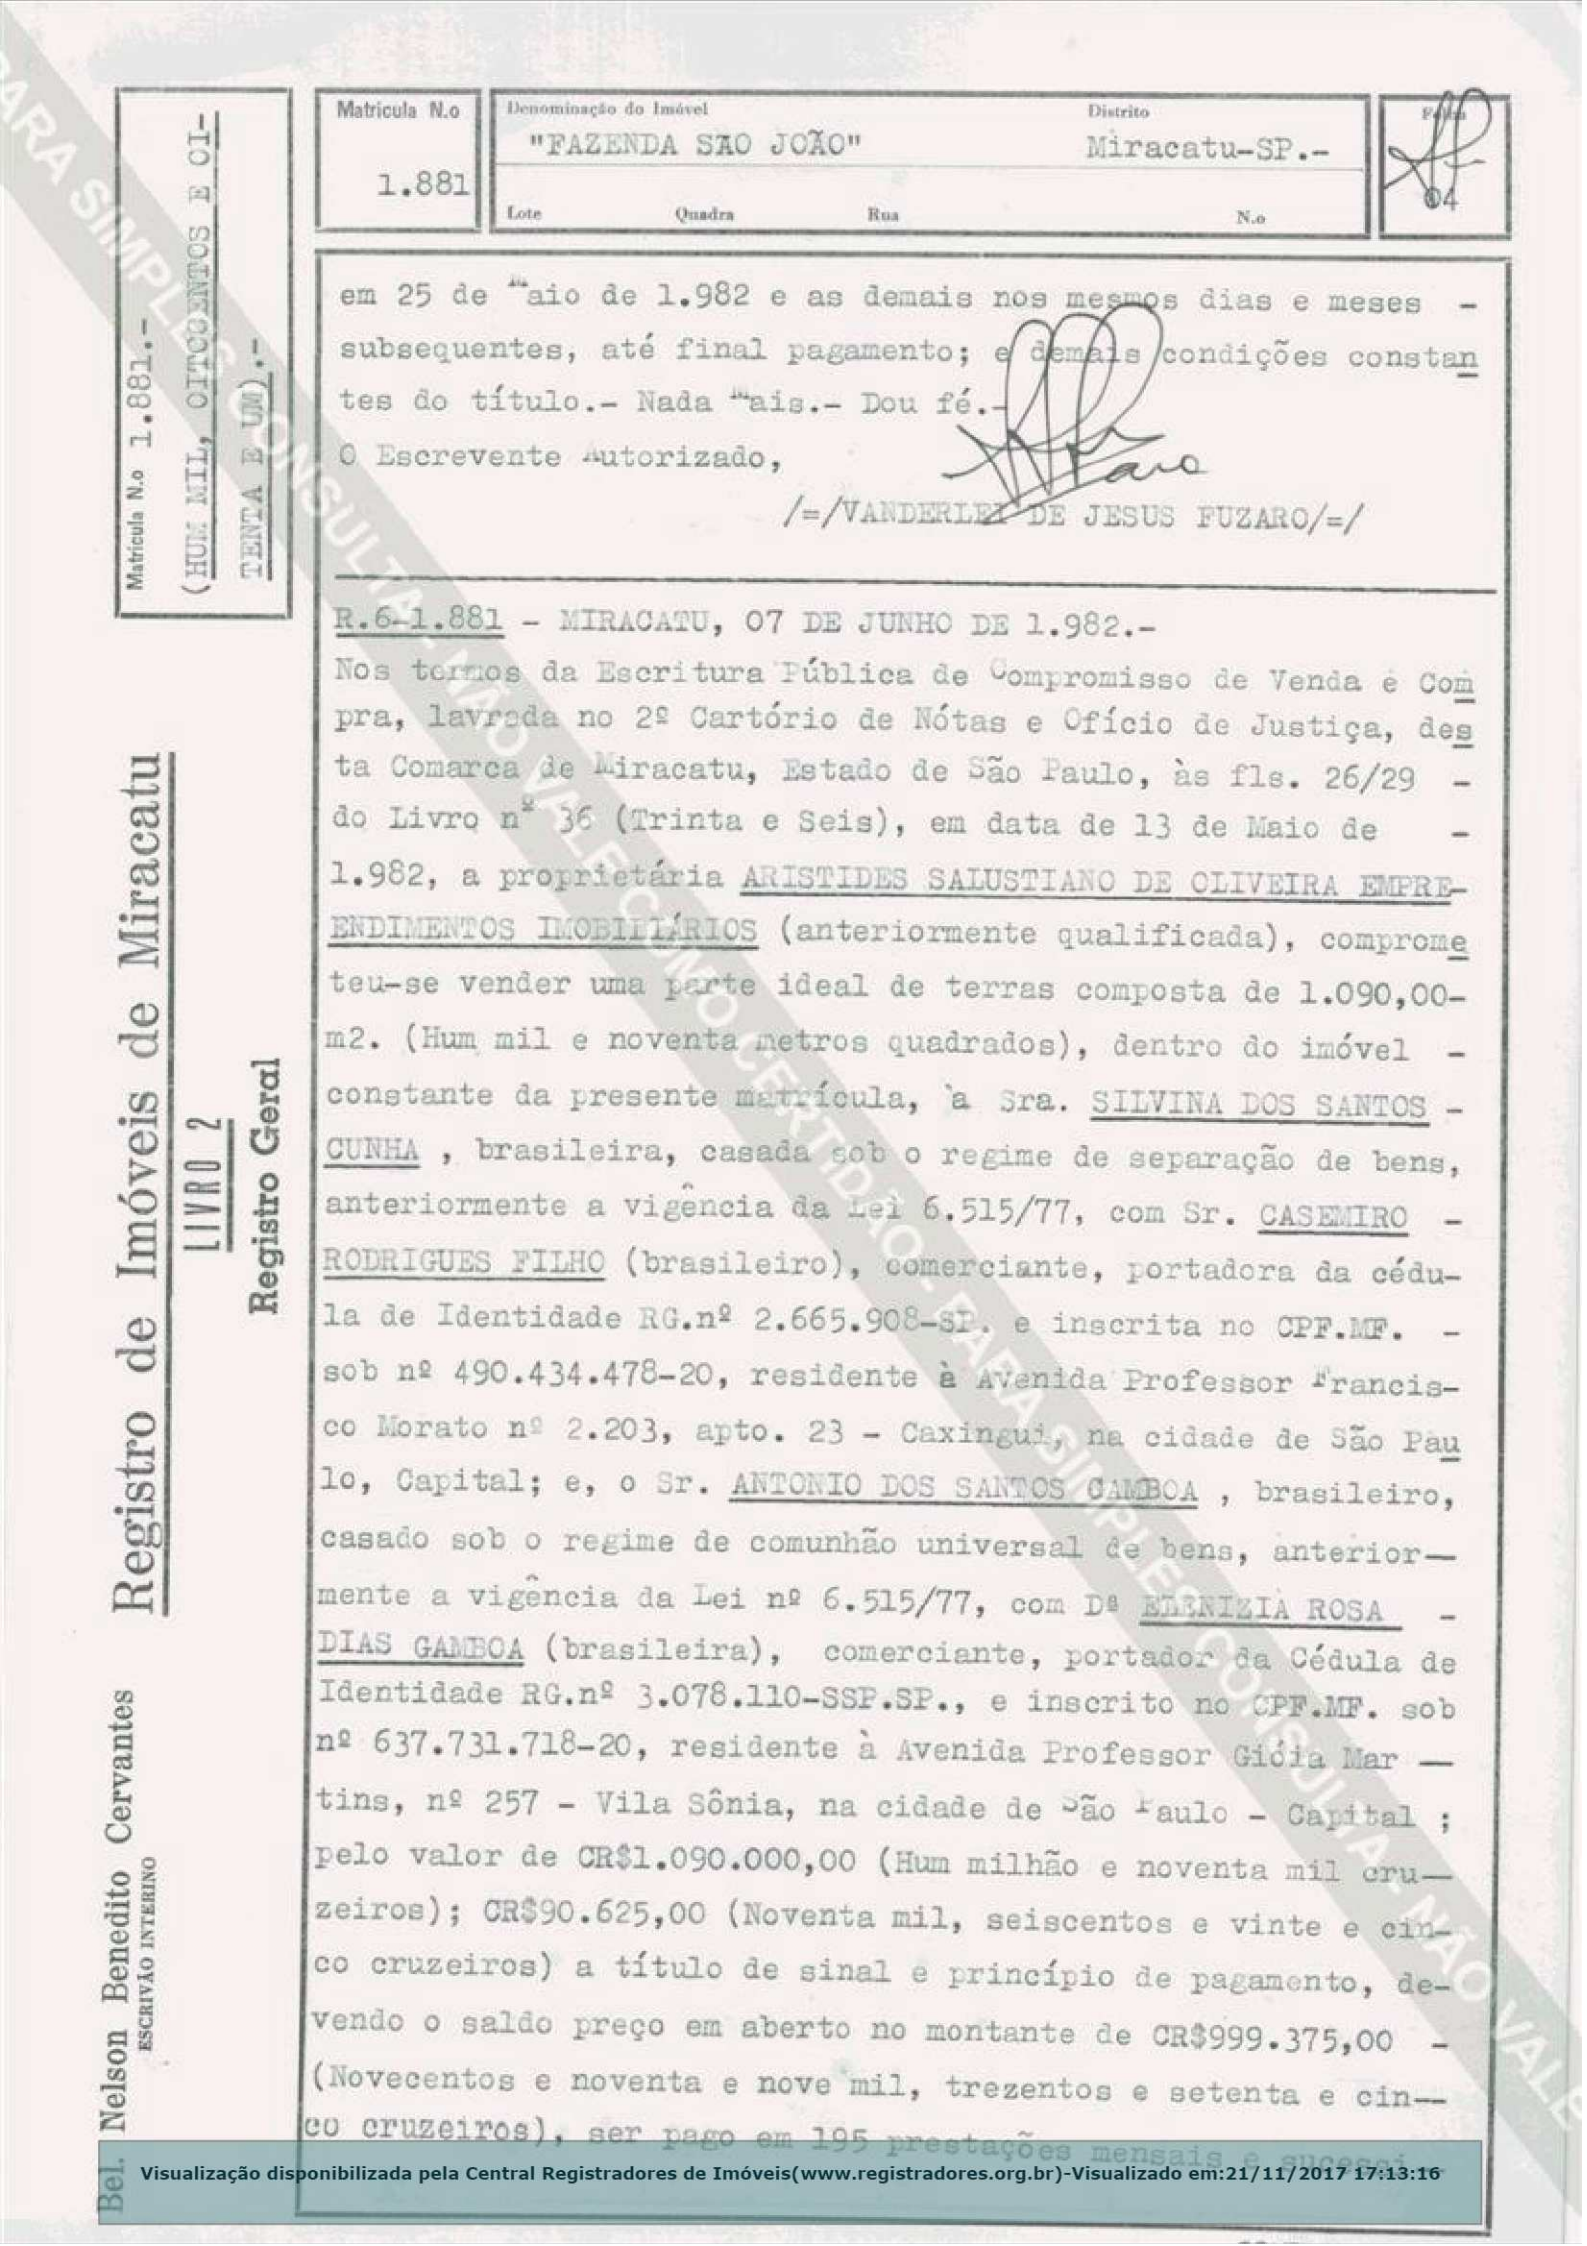 Matrícula N.o
1.881
Denominação do Imóvel
"FAZENDA SÃO JOÃO"
Distrito
Miracatu-SP.-
Lote Quadra Rua N.o
04
Matrícula N.o 1.881.-
(HUM MIL, OITOCENTOS E OI-
TENTA E UM).-
Registro de Imóveis de Miracatu
LIVRO 2
Registro Geral
Bel. Nelson Benedito Cervantes
ESCRIVÃO INTERINO
em 25 de Maio de 1.982 e as demais nos mesmos dias e meses -
subsequentes, até final pagamento; e demais condições constan
tes do título.- Nada Mais.- Dou fé.-
O Escrevente Autorizado,
/=/VANDERLEI DE JESUS FUZARO/=/
R.6-1.881 - MIRACATU, 07 DE JUNHO DE 1.982.-
Nos termos da Escritura Pública de Compromisso de Venda e Com
pra, lavrada no 2º Cartório de Nótas e Ofício de Justiça, des
ta Comarca de Miracatu, Estado de São Paulo, às fls. 26/29 -
do Livro nº 36 (Trinta e Seis), em data de 13 de Maio de -
1.982, a proprietária ARISTIDES SALUSTIANO DE OLIVEIRA EMPRE-
ENDIMENTOS IMOBILIÁRIOS (anteriormente qualificada), comprome
teu-se vender uma parte ideal de terras composta de 1.090,00-
m2. (Hum mil e noventa metros quadrados), dentro do imóvel -
constante da presente matrícula, à Sra. SILVINA DOS SANTOS -
CUNHA , brasileira, casada sob o regime de separação de bens,
anteriormente a vigência da Lei 6.515/77, com Sr. CASEMIRO -
RODRIGUES FILHO (brasileiro), comerciante, portadora da cédu-
la de Identidade RG.nº 2.665.908-SP. e inscrita no CPF.MF. -
sob nº 490.434.478-20, residente à Avenida Professor Francis-
co Morato nº 2.203, apto. 23 - Caxingui, na cidade de São Pau
lo, Capital; e, o Sr. ANTONIO DOS SANTOS GAMBOA , brasileiro,
casado sob o regime de comunhão universal de bens, anterior—
mente a vigência da Lei nº 6.515/77, com Dª ELENIZIA ROSA -
DIAS GAMBOA (brasileira), comerciante, portador da Cédula de
Identidade RG.nº 3.078.110-SSP.SP., e inscrito no CPF.MF. sob
nº 637.731.718-20, residente à Avenida Professor Gióia Mar —
tins, nº 257 - Vila Sônia, na cidade de São Paulo - Capital ;
pelo valor de CR$1.090.000,00 (Hum milhão e noventa mil cru—
zeiros); CR$90.625,00 (Noventa mil, seiscentos e vinte e cin-
co cruzeiros) a título de sinal e princípio de pagamento, de-
vendo o saldo preço em aberto no montante de CR$999.375,00 -
(Novecentos e noventa e nove mil, trezentos e setenta e cin—
co cruzeiros), ser pago em 195 prestações mensais e sucessi—
Visualização disponibilizada pela Central Registradores de Imóveis(www.registradores.org.br)-Visualizado em:21/11/2017 17:13:16
PARA SIMPLES CONSULTA - NÃO VALE COMO CERTIDÃO - PARA SIMPLES CONSULTA - NÃO VALE